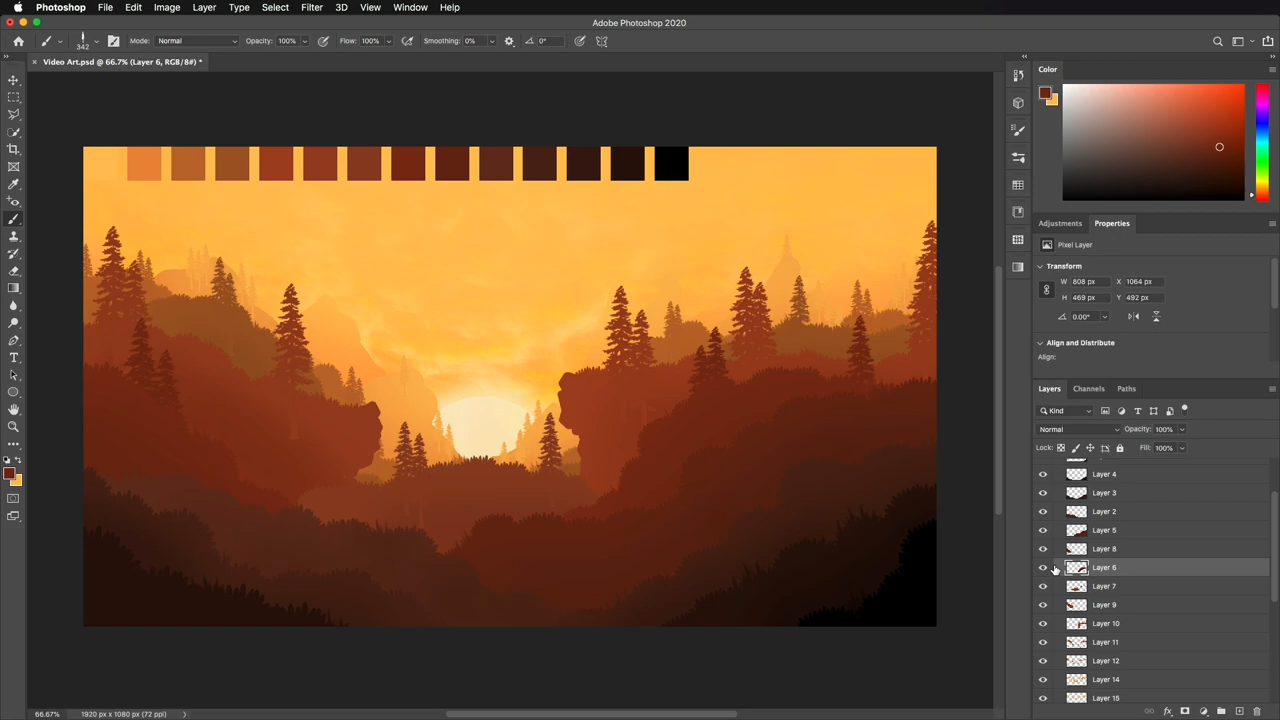 Photoshop File Edit Image Layer Type Select Filter 3D View Window Help
Adobe Photoshop 2020
342 Mode: Normal Opacity: 100% Flow: 100% Smoothing: 0% 0°
× Video Art.psd @ 66.7% (Layer 6, RGB/8#) *
Color
Adjustments Properties
Pixel Layer
Transform
W 808 px X 1064 px
H 469 px Y 492 px
0.00°
Align and Distribute
Align:
Layers Channels Paths
Kind
Normal Opacity: 100%
Lock: Fill: 100%
Layer 4
Layer 3
Layer 2
Layer 5
Layer 8
Layer 6
Layer 7
Layer 9
Layer 10
Layer 11
Layer 12
Layer 14
Layer 15
66.67% 1920 px x 1080 px (72 ppi)